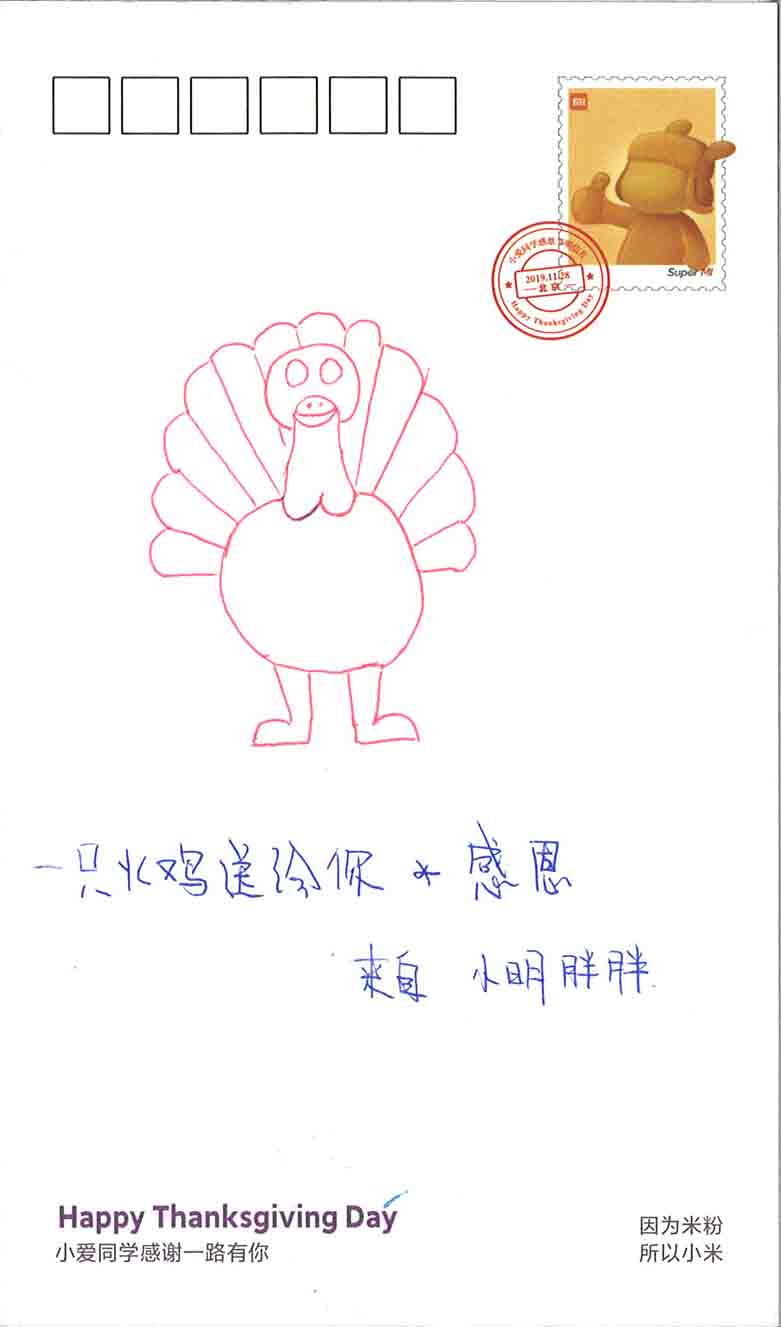 MI
Super MI
小爱同学感恩节明信片
2019.11.28
北京
Happy Thanksgiving Day
一只火鸡送给你 * 感恩
来自 小明胖胖
Happy Thanksgiving Day
小爱同学感谢一路有你
因为米粉
所以小米